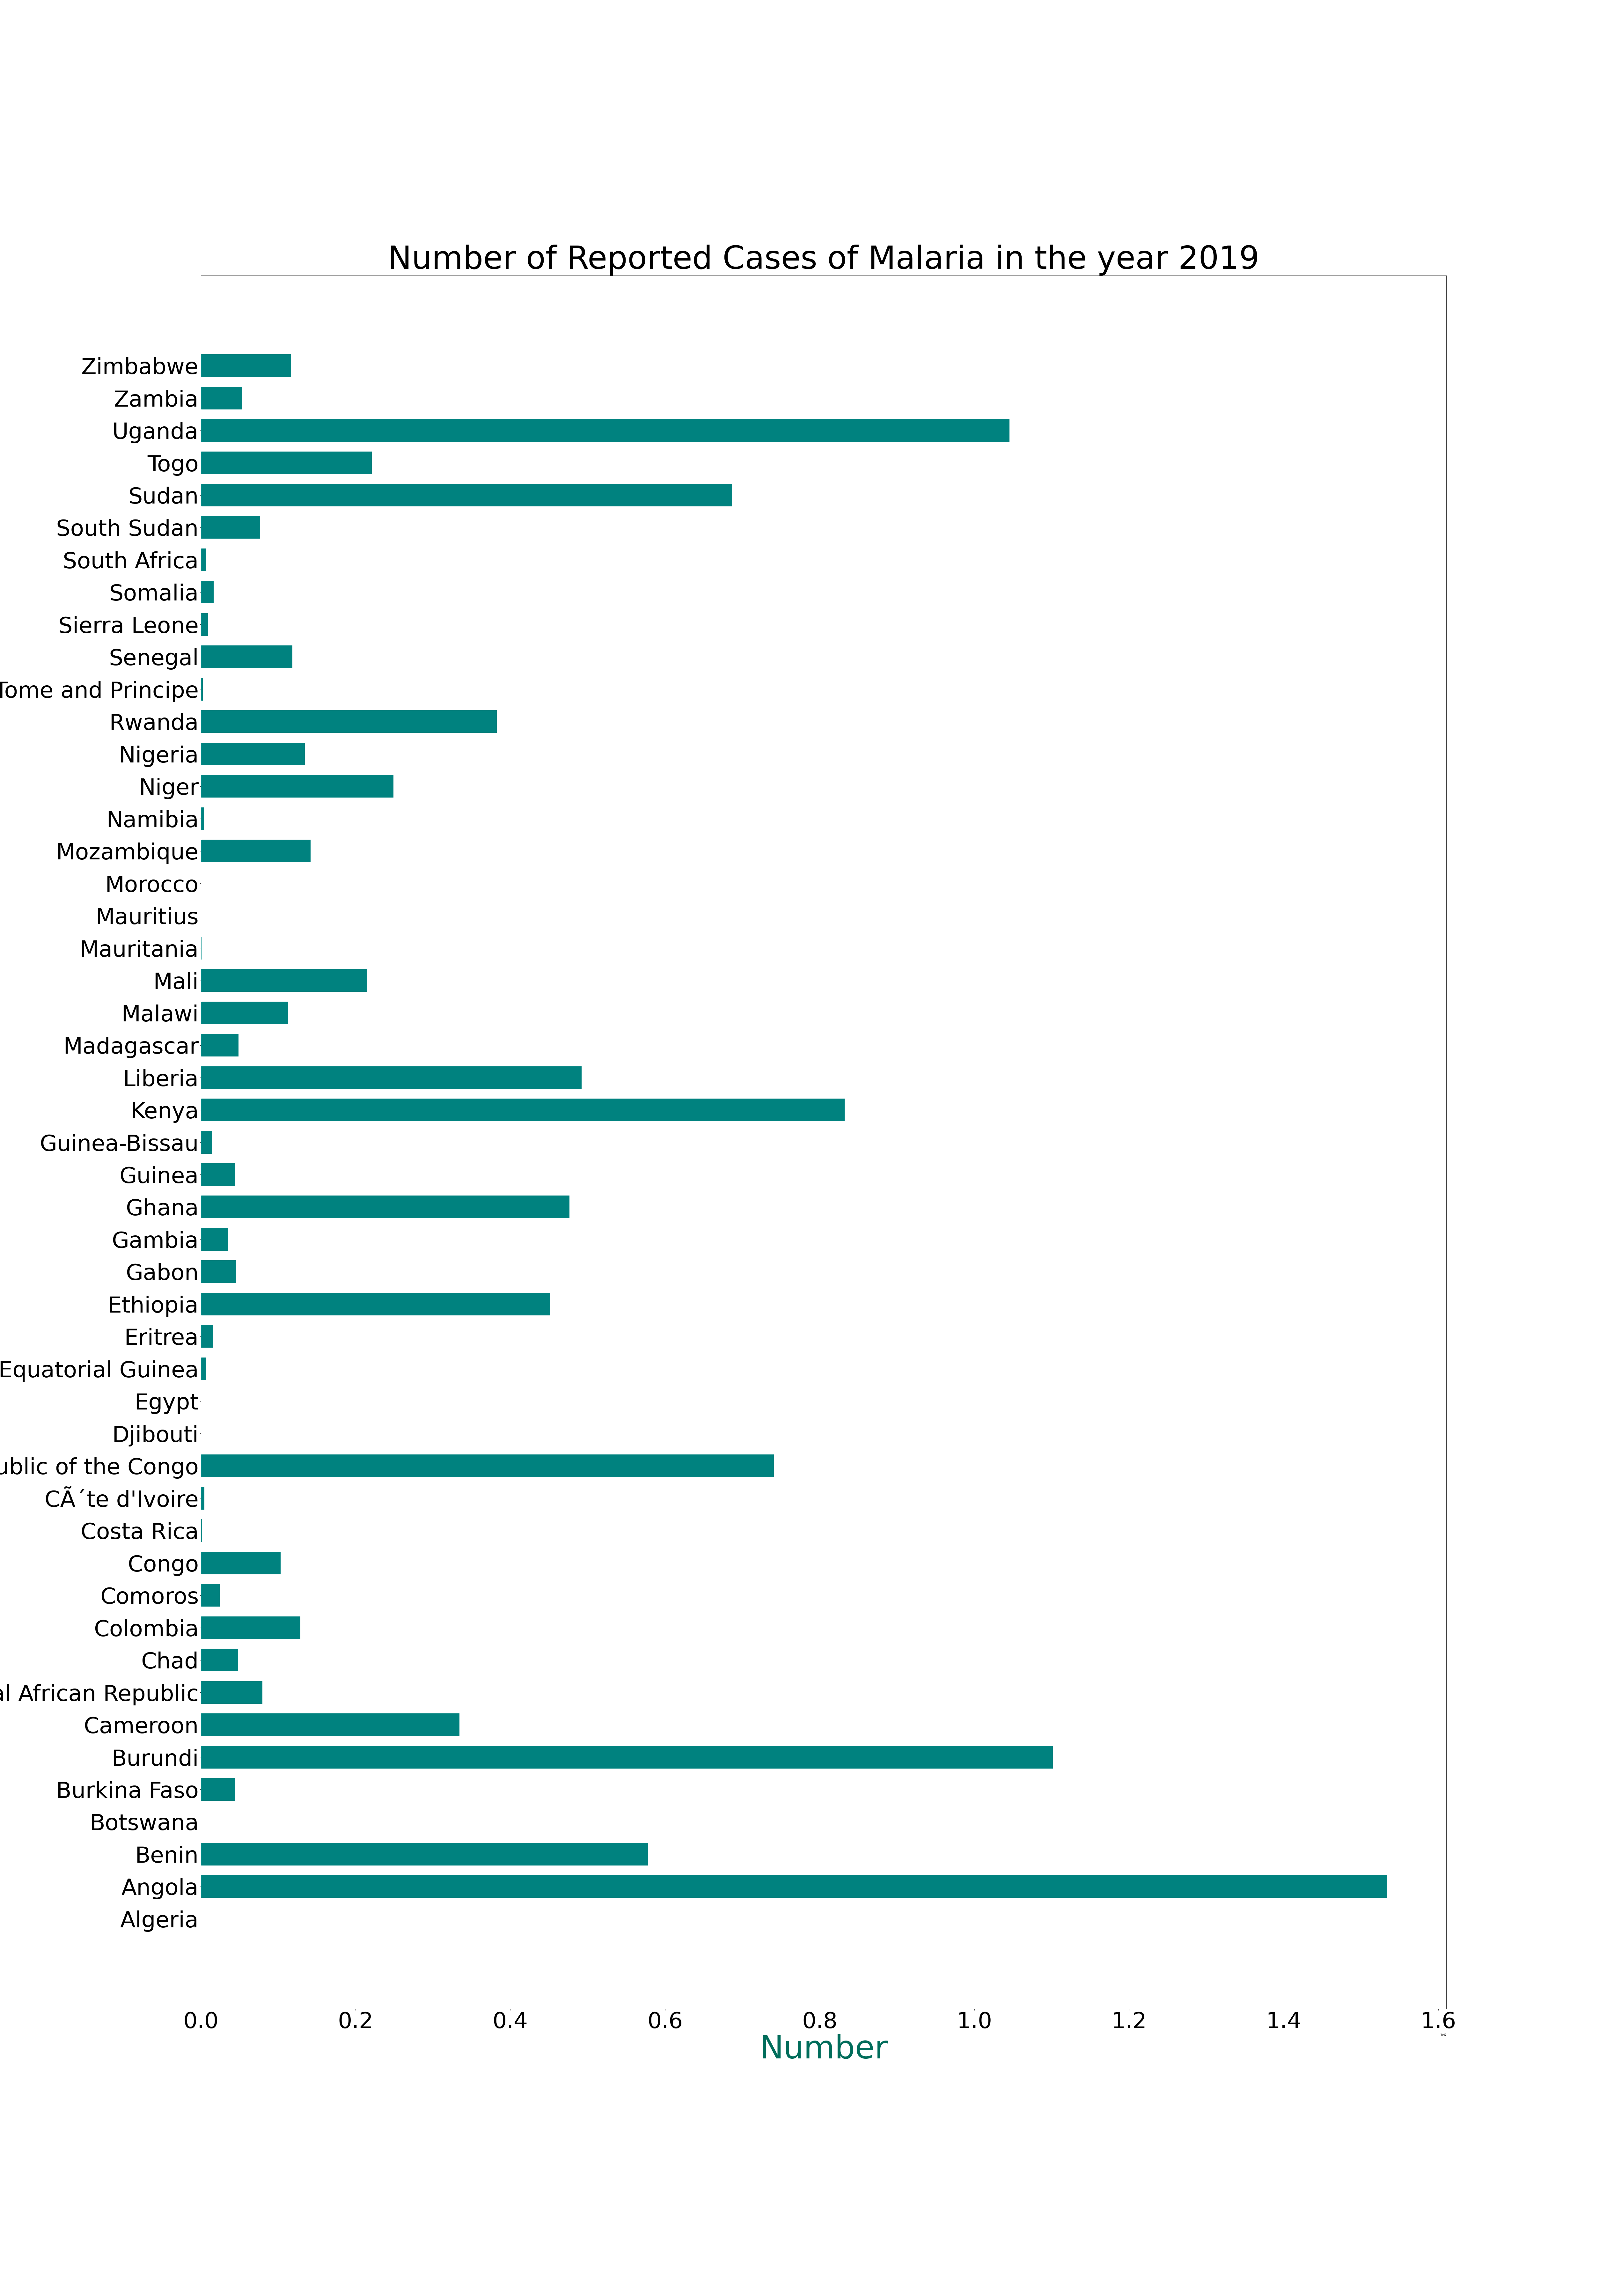 Number of Reported Cases of Malaria in the year 2019
Zimbabwe
Zambia
Uganda
Togo
Sudan
South Sudan
South Africa
Somalia
Sierra Leone
Senegal
Tome and Principe
Rwanda
Nigeria
Niger
Namibia
Mozambique
Morocco
Mauritius
Mauritania
Mali
Malawi
Madagascar
Liberia
Kenya
Guinea-Bissau
Guinea
Ghana
Gambia
Gabon
Ethiopia
Eritrea
Equatorial Guinea
Egypt
Djibouti
ublic of the Congo
CÃ´te d'Ivoire
Costa Rica
Congo
Comoros
Colombia
Chad
al African Republic
Cameroon
Burundi
Burkina Faso
Botswana
Benin
Angola
Algeria
0.0 0.2 0.4 0.6 0.8 1.0 1.2 1.4 1.6
Number